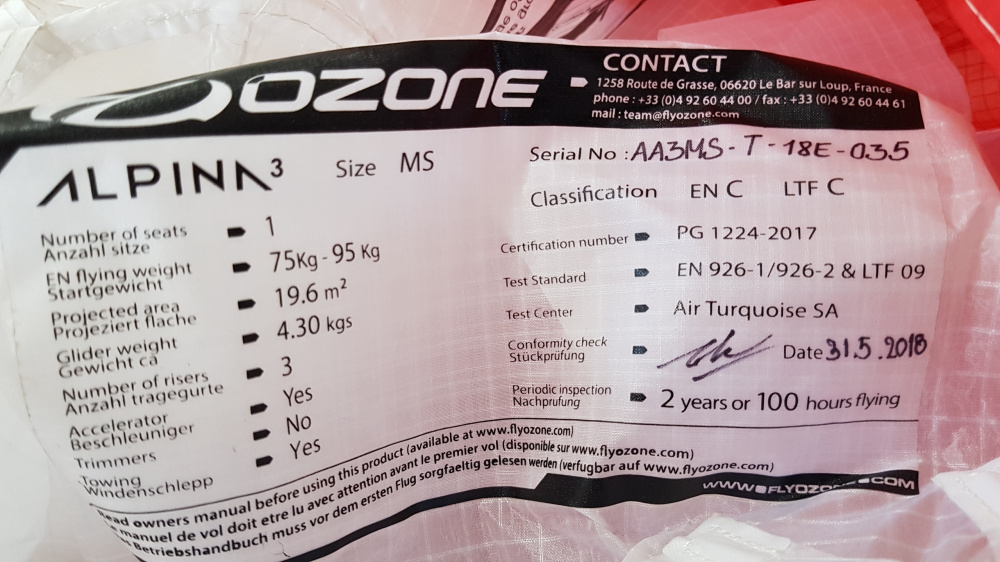 OZONE
CONTACT
1258 Route de Grasse, 06620 Le Bar sur Loup, France
phone : +33 (0)4 92 60 44 00 / fax : +33 (0)4 92 60 44 61
mail : team@flyozone.com
ALPINA3 Size MS
Number of seats 1
Anzahl sitze
EN flying weight 75Kg - 95 Kg
Startgewicht
Projected area 19.6 m²
Projeziert flache
Glider weight 4.30 kgs
Gewicht ca
Number of risers 3
Anzahl tragegurte
Accelerator Yes
Beschleuniger
Trimmers No
Towing Yes
Windenschlepp
Serial No : AA3MS - T - 18E - 035
Classification EN C LTF C
Certification number PG 1224-2017
Test Standard EN 926-1/926-2 & LTF 09
Test Center Air Turquoise SA
Conformity check
Stückprüfung Date 31.5.2018
Periodic inspection 2 years or 100 hours flying
Nachprufung
owners manual before using this product (available at www.flyozone.com)
manuel de vol doit etre lu avec attention avant le premier vol (disponible sur www.flyozone.com)
Betriebshandbuch muss vor dem ersten Flug sorgfaeltig gelesen werden (verfugbar auf www.flyozone.com)